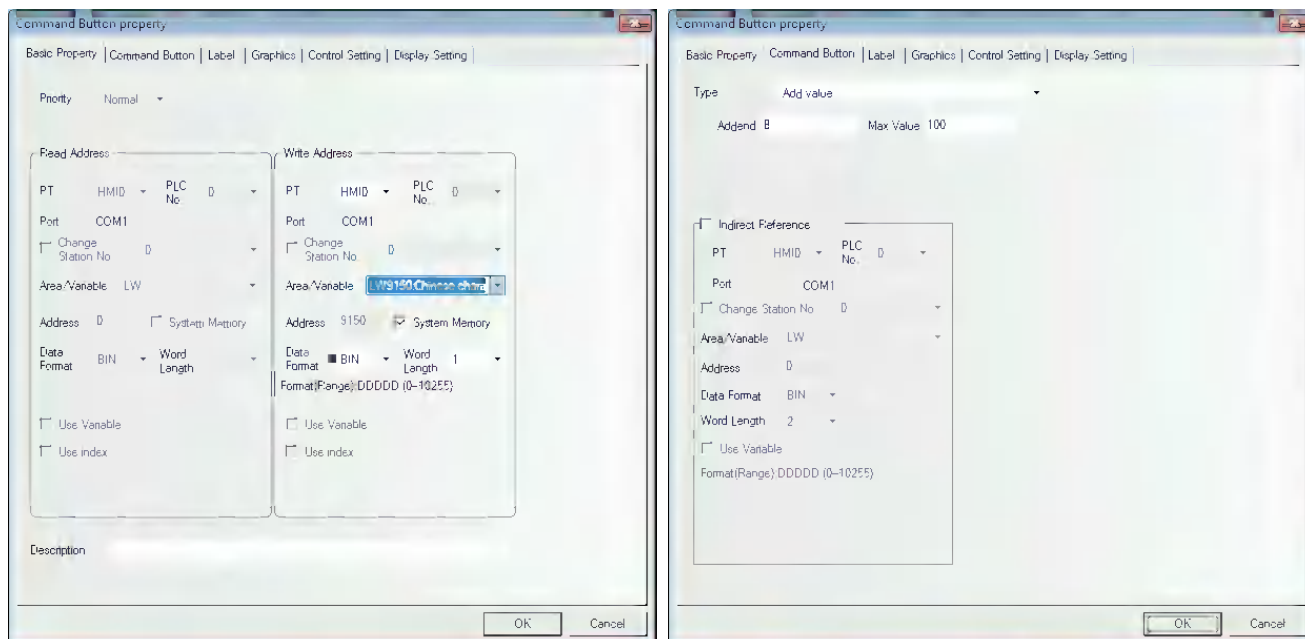 Command Button property
Basic Property Command Button Label Graphics Control Setting Display Setting
Priority Normal
Read Address
PT HMI0 PLC No. 0
Port COM1
Change Station No. 0
Area/Variable LW
Address 0 System Memory
Data Format BIN Word Length
Use Variable
Use index
Write Address
PT HMI0 PLC No. 0
Port COM1
Change Station No. 0
Area/Variable LW9150:Chinese chara
Address 9150 System Memory
Data Format BIN Word Length 1
Format(Range):DDDDD (0~10255)
Use Variable
Use index
Description
OK Cancel
Command Button property
Basic Property Command Button Label Graphics Control Setting Display Setting
Type Add value
Addend 8 Max Value 100
Indirect Reference
PT HMI0 PLC No. 0
Port COM1
Change Station No 0
Area/Variable LW
Address 0
Data Format BIN
Word Length 2
Use Variable
Format(Range):DDDDD (0~10255)
OK Cancel